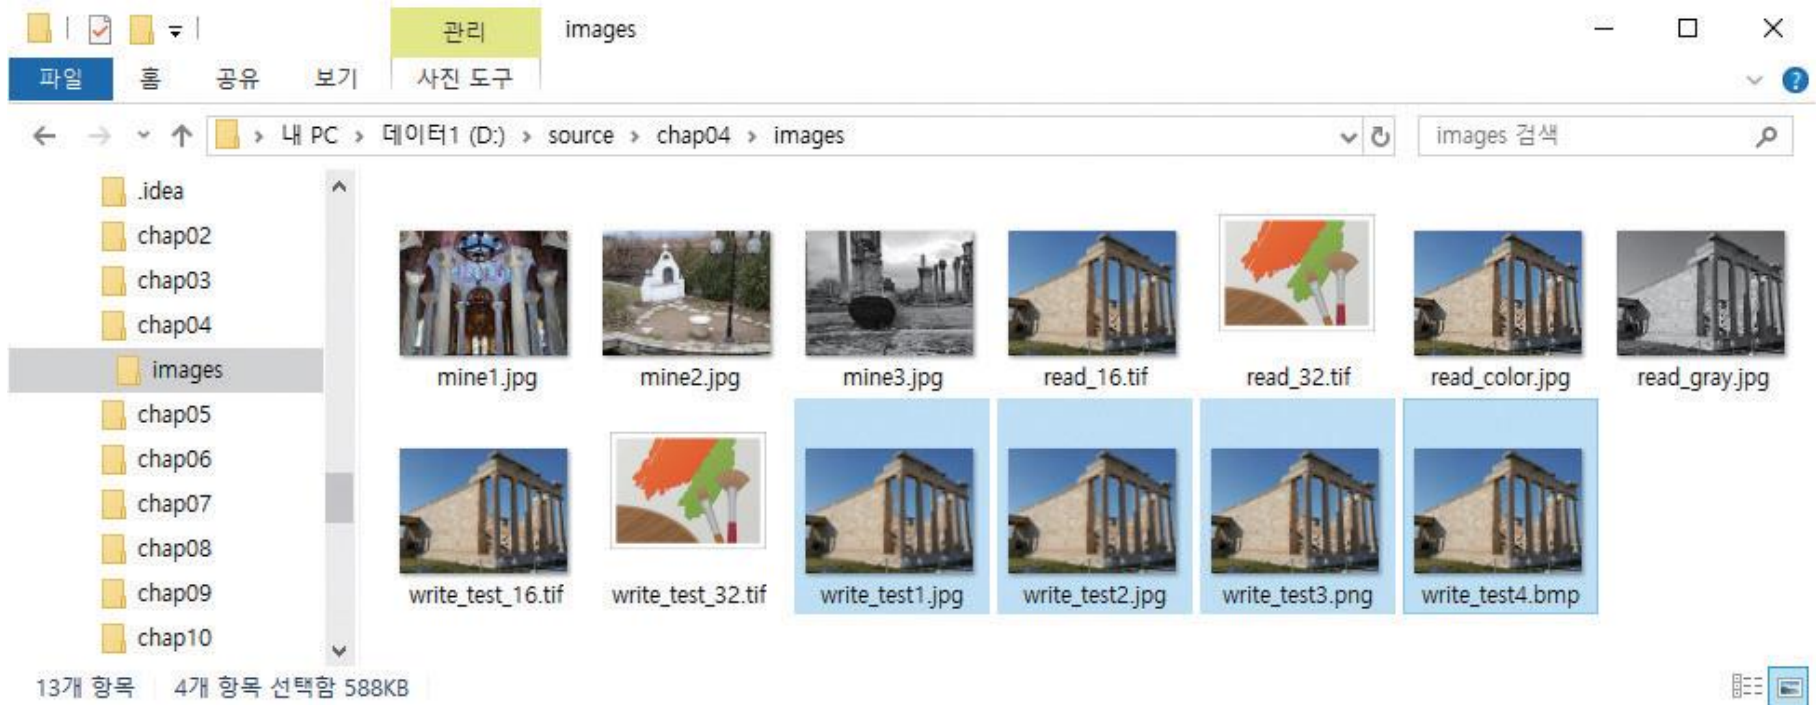 관리 images
파일 홈 공유 보기 사진 도구
내 PC > 데이터1 (D:) > source > chap04 > images
images 검색
.idea
chap02
chap03
chap04
images
chap05
chap06
chap07
chap08
chap09
chap10
mine1.jpg mine2.jpg mine3.jpg read_16.tif read_32.tif read_color.jpg read_gray.jpg
write_test_16.tif write_test_32.tif write_test1.jpg write_test2.jpg write_test3.png write_test4.bmp
13개 항목 4개 항목 선택함 588KB